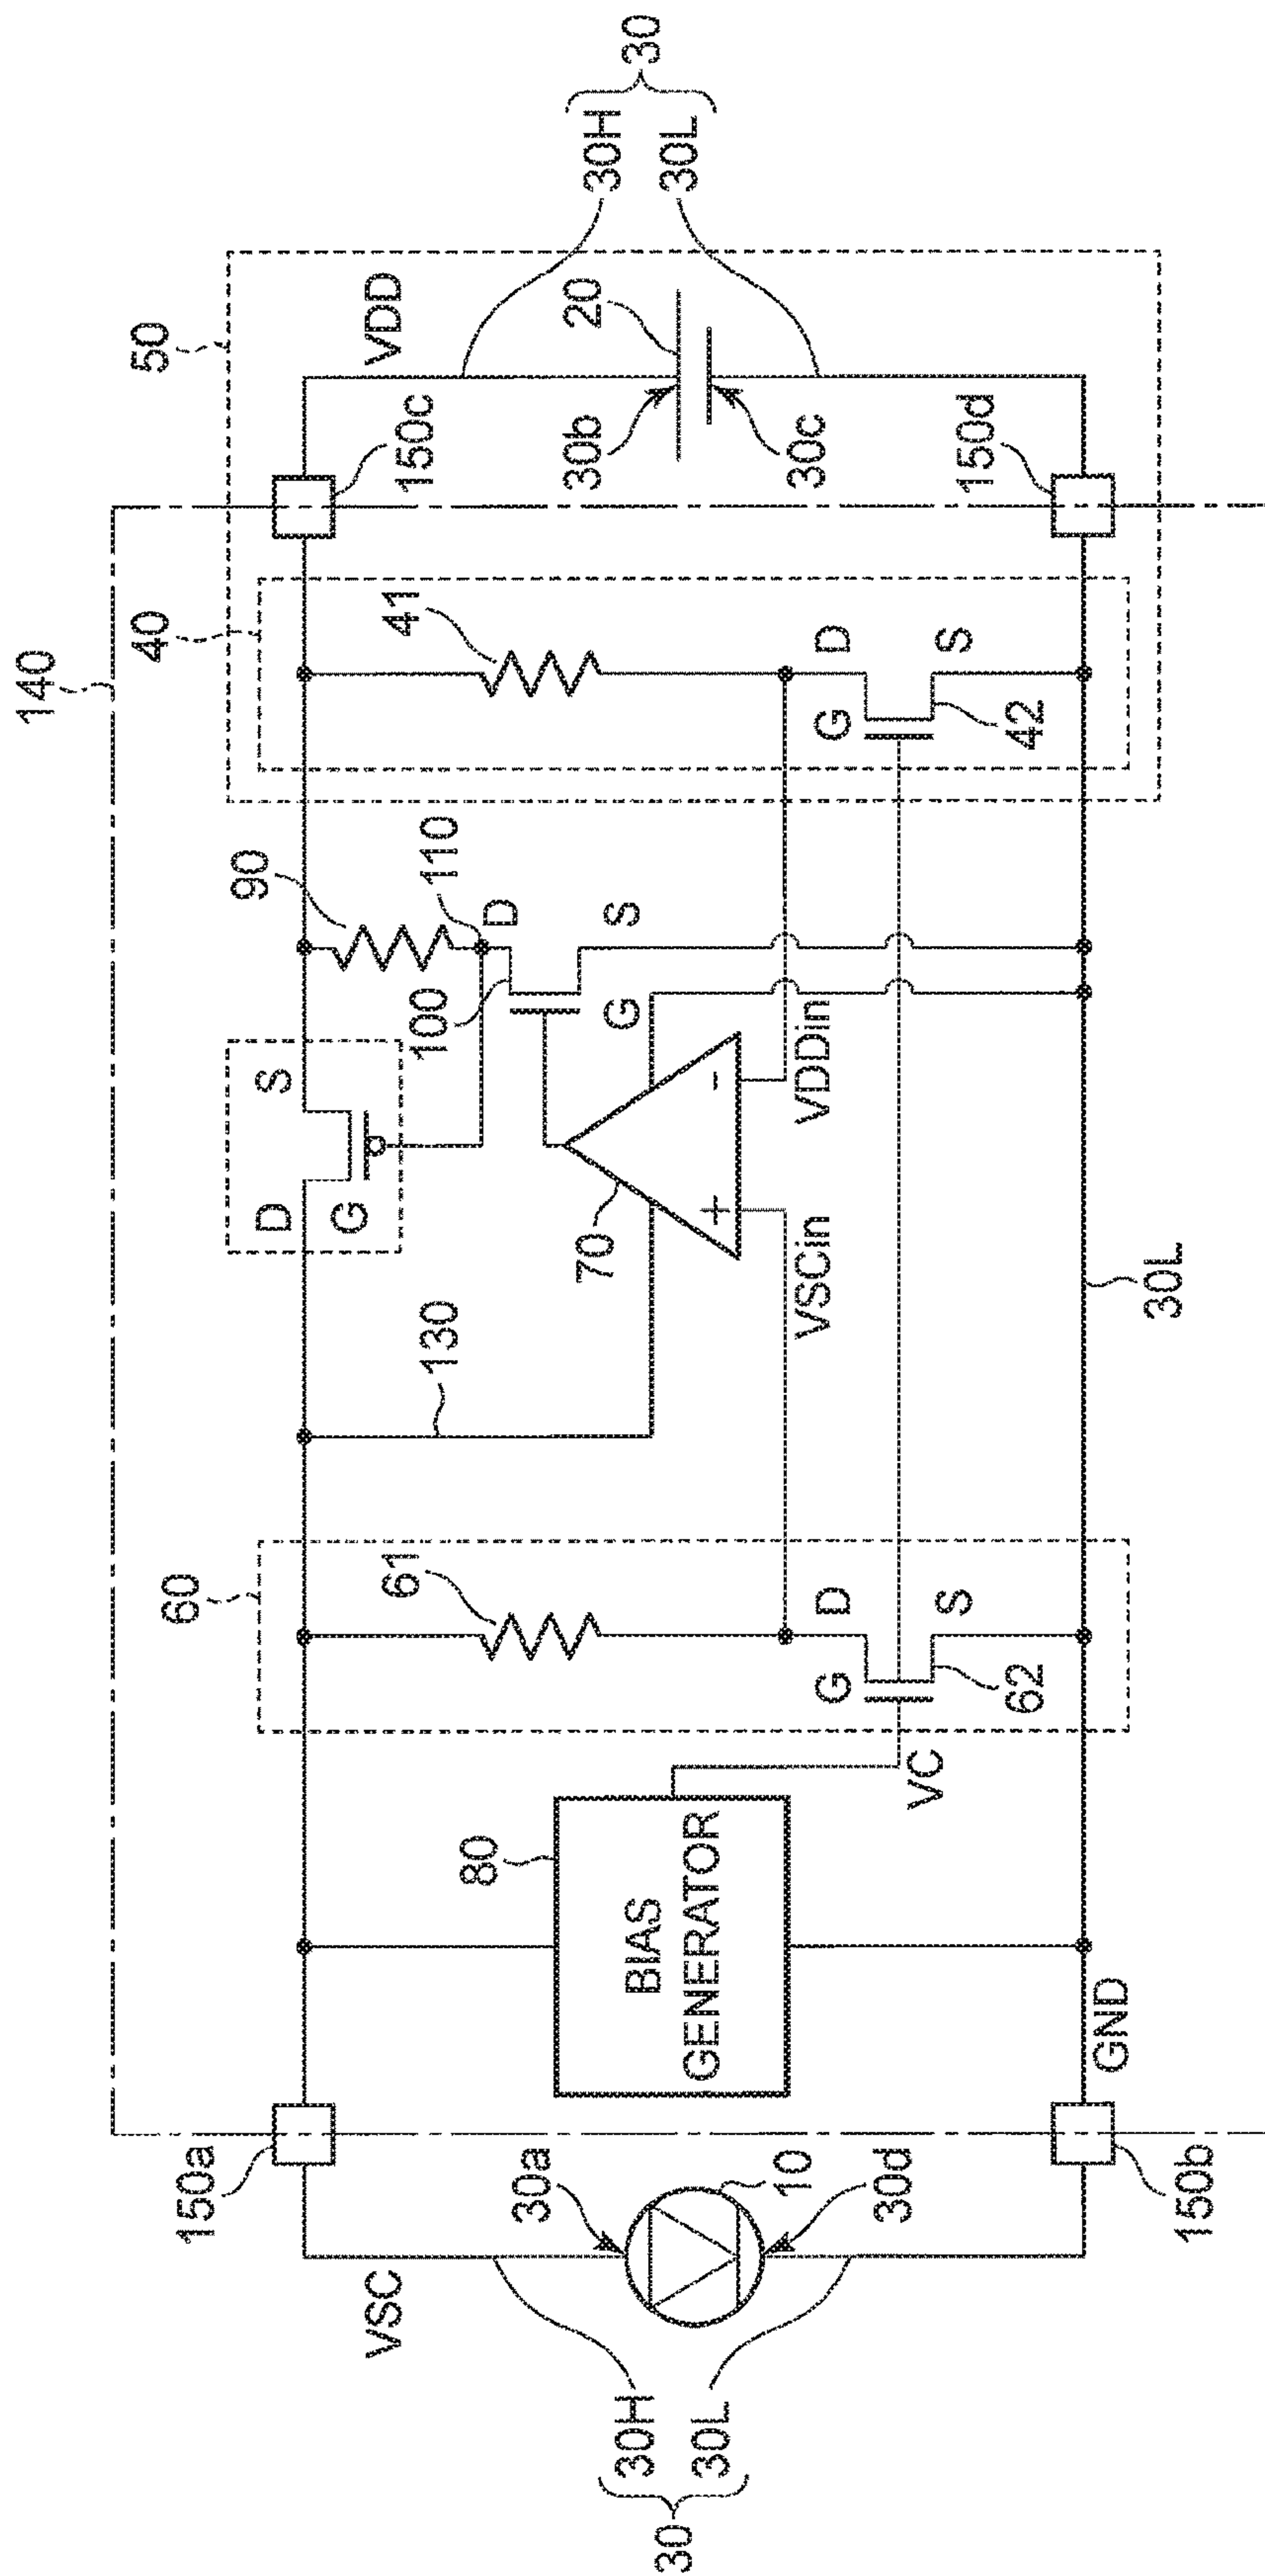 140
50
40
60
90
VDD
30H
30L
30
20
30b
30c
150c
150d
41
D
G
S
42
110
100
D
S
G
S
D
G
70
+
-
VDDin
VSCin
130
30L
61
D
G
S
62
VC
80
BIAS
GENERATOR
GND
150a
150b
VSC
30a
10
30d
30H
30L
30